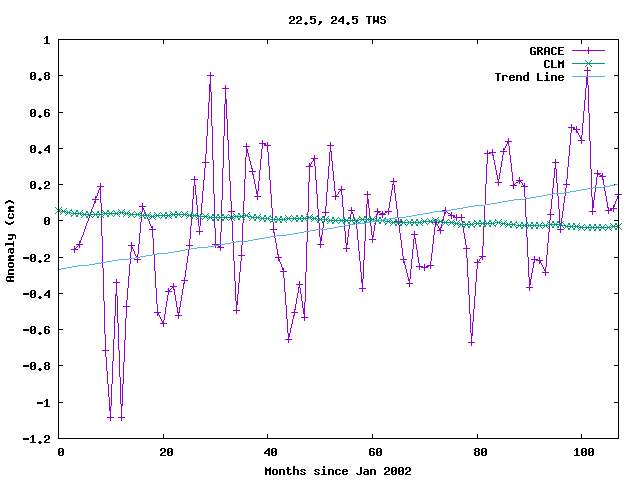 22.5, 24.5 TWS
GRACE
CLM
Trend Line
1
0.8
0.6
0.4
0.2
0
-0.2
-0.4
-0.6
-0.8
-1
-1.2
Anomaly (cm)
0 20 40 60 80 100
Months since Jan 2002